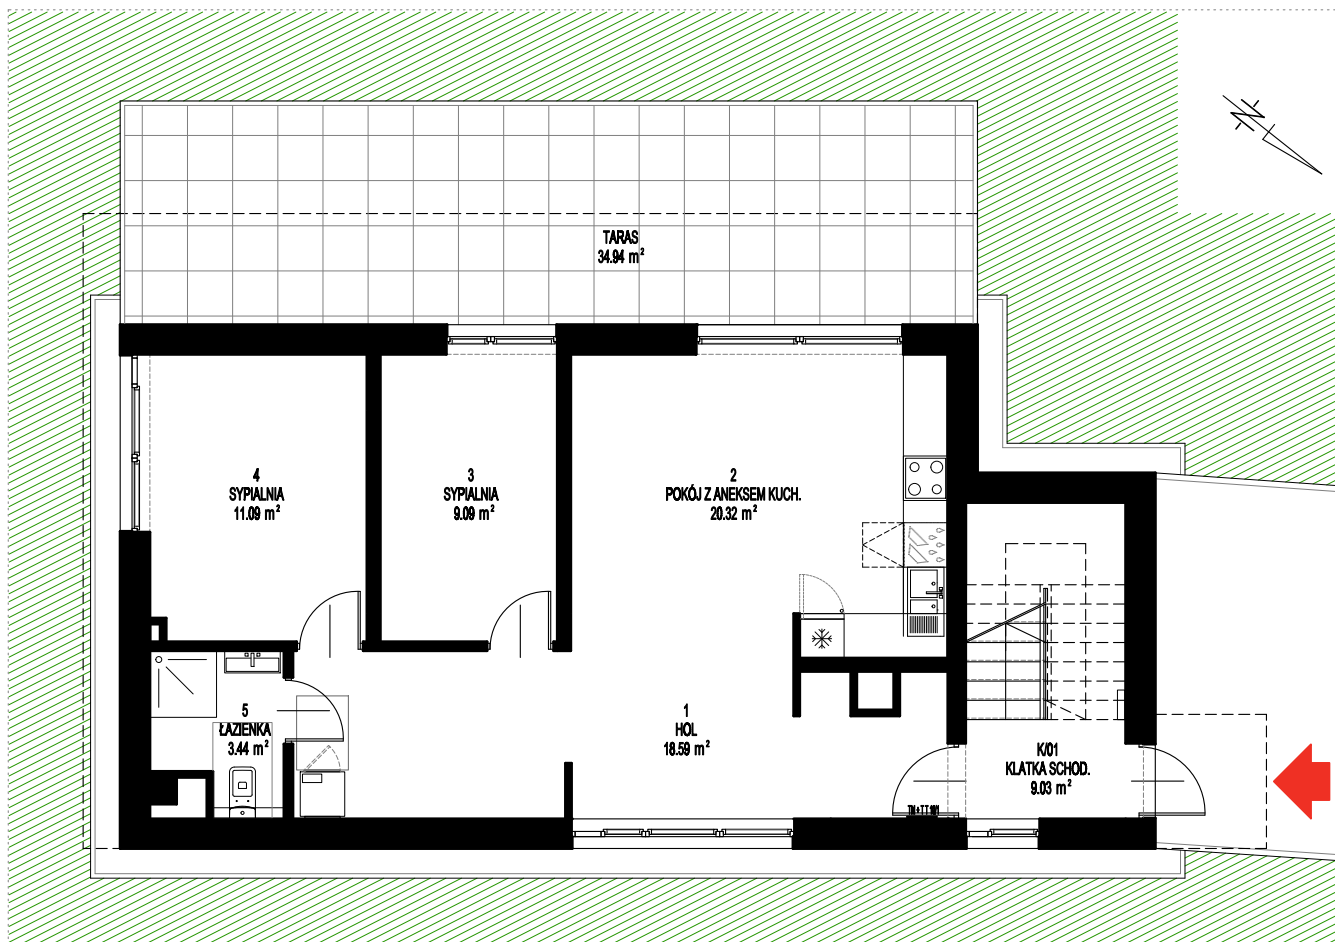 N
TARAS
34.94 m²
4
SYPIALNIA
11.09 m²
3
SYPIALNIA
9.09 m²
2
POKÓJ Z ANEKSEM KUCH.
20.32 m²
5
ŁAZIENKA
3.44 m²
1
HOL
18.59 m²
K/01
KLATKA SCHOD.
9.03 m²